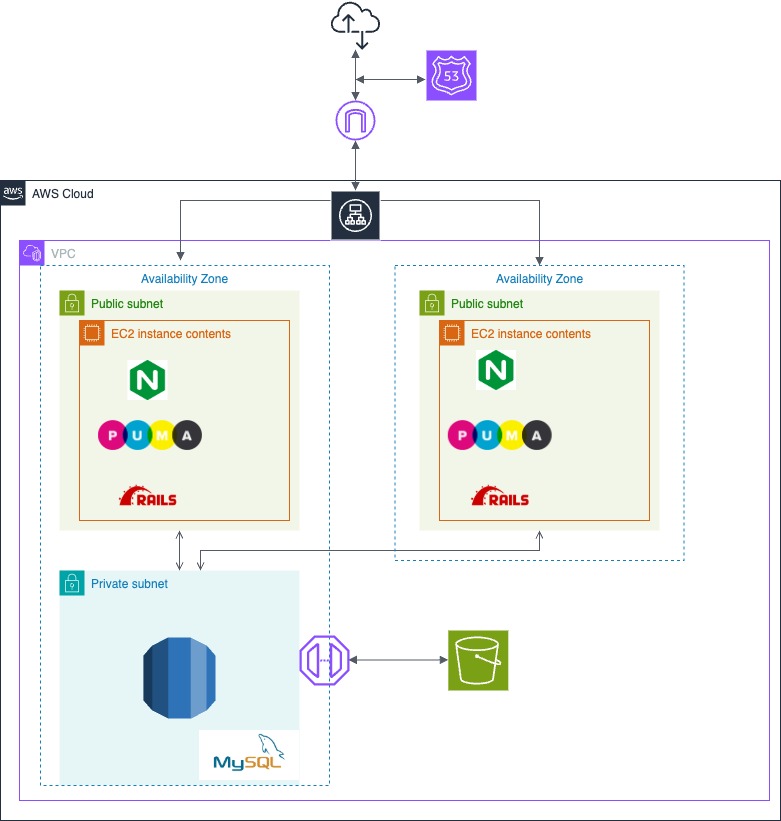 53
aws
AWS Cloud
VPC
Availability Zone
Availability Zone
Public subnet
Public subnet
EC2 instance contents
EC2 instance contents
N
N
P U M A
P U M A
RAILS
RAILS
Private subnet
MySQL